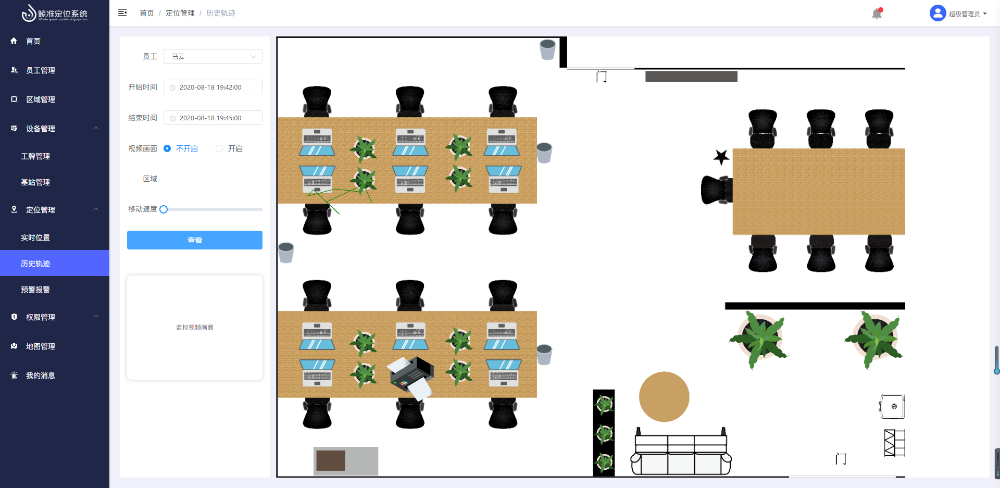 鲸准定位系统
Whale quasi - positioning system
首页
员工管理
区域管理
设备管理
工牌管理
基站管理
定位管理
实时位置
历史轨迹
预警报警
权限管理
地图管理
我的消息
首页 / 定位管理 / 历史轨迹
超级管理员
员工 马云
开始时间 2020-08-18 19:42:00
结束时间 2020-08-18 19:45:00
视频画面 不开启 开启
区域
移动速度
查看
监控视频画面
门
门